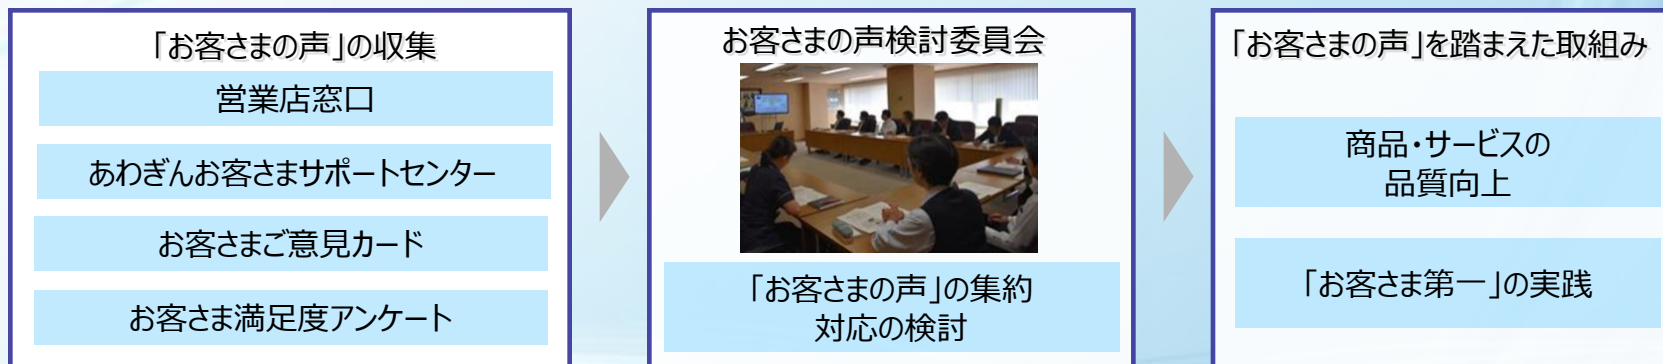 「お客さまの声」の収集
営業店窓口
あわぎんお客さまサポートセンター
お客さまご意見カード
お客さま満足度アンケート
お客さまの声検討委員会
「お客さまの声」の集約
対応の検討
「お客さまの声」を踏まえた取組み
商品・サービスの
品質向上
「お客さま第一」の実践